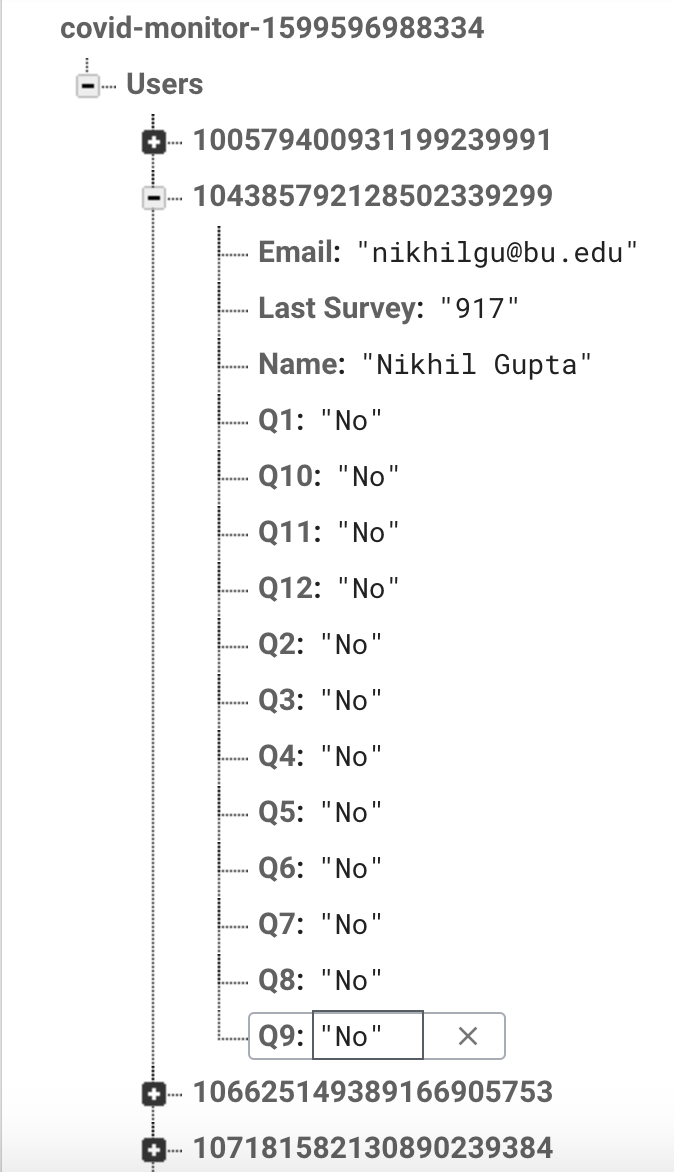 covid-monitor-1599596988334
Users
100579400931199239991
104385792128502339299
Email: "nikhilgu@bu.edu"
Last Survey: "917"
Name: "Nikhil Gupta"
Q1: "No"
Q10: "No"
Q11: "No"
Q12: "No"
Q2: "No"
Q3: "No"
Q4: "No"
Q5: "No"
Q6: "No"
Q7: "No"
Q8: "No"
Q9: "No"
106625149389166905753
107181582130890239384